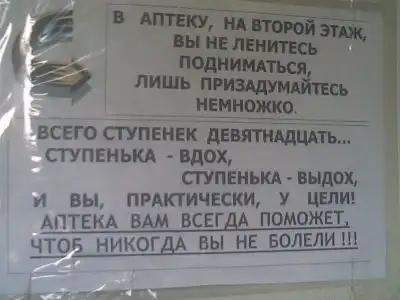 В АПТЕКУ, НА ВТОРОЙ ЭТАЖ,
ВЫ НЕ ЛЕНИТЕСЬ
ПОДНИМАТЬСЯ,
ЛИШЬ ПРИЗАДУМАЙТЕСЬ
НЕМНОЖКО.
ВСЕГО СТУПЕНЕК ДЕВЯТНАДЦАТЬ...
СТУПЕНЬКА - ВДОХ,
СТУПЕНЬКА - ВЫДОХ,
И ВЫ, ПРАКТИЧЕСКИ, У ЦЕЛИ!
АПТЕКА ВАМ ВСЕГДА ПОМОЖЕТ,
ЧТОБ НИКОГДА ВЫ НЕ БОЛЕЛИ!!!